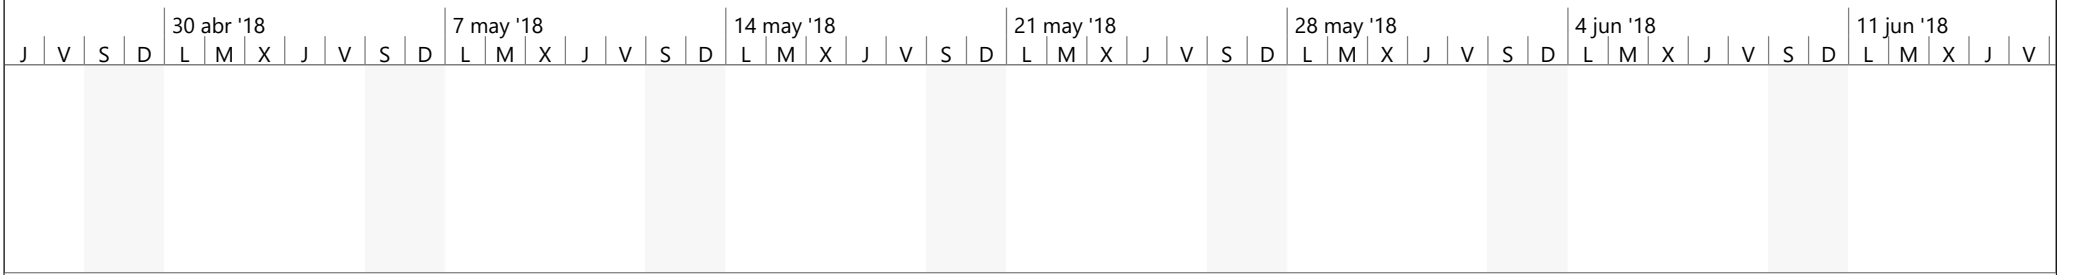 30 abr '18 7 may '18 14 may '18 21 may '18 28 may '18 4 jun '18 11 jun '18
J V S D L M X J V S D L M X J V S D L M X J V S D L M X J V S D L M X J V S D L M X J V S D L M X J V